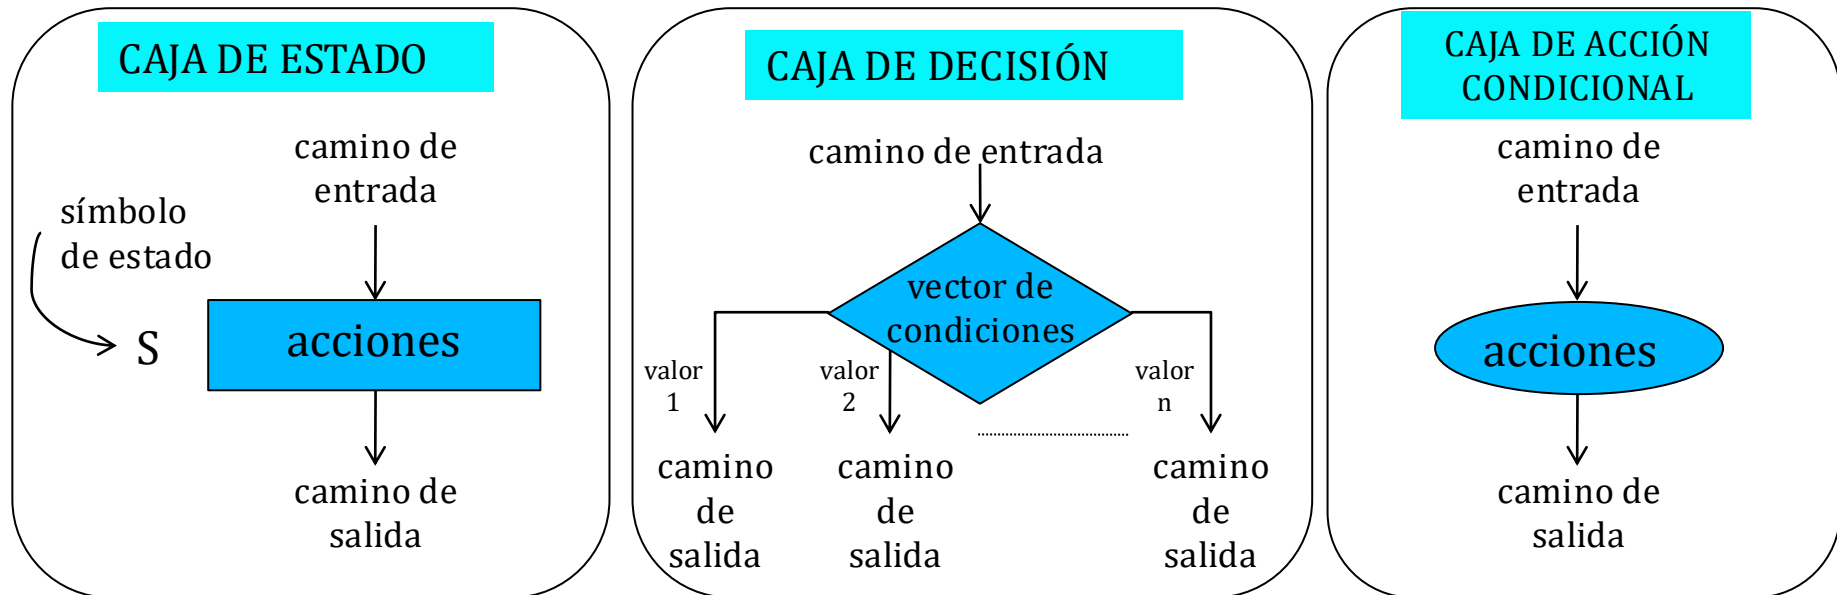 CAJA DE ESTADO
camino de
entrada
símbolo
de estado
S
acciones
camino de
salida
CAJA DE DECISIÓN
camino de entrada
vector de
condiciones
valor
1
valor
2
valor
n
camino
de
salida
camino
de
salida
camino
de
salida
CAJA DE ACCIÓN
CONDICIONAL
camino de
entrada
acciones
camino de
salida